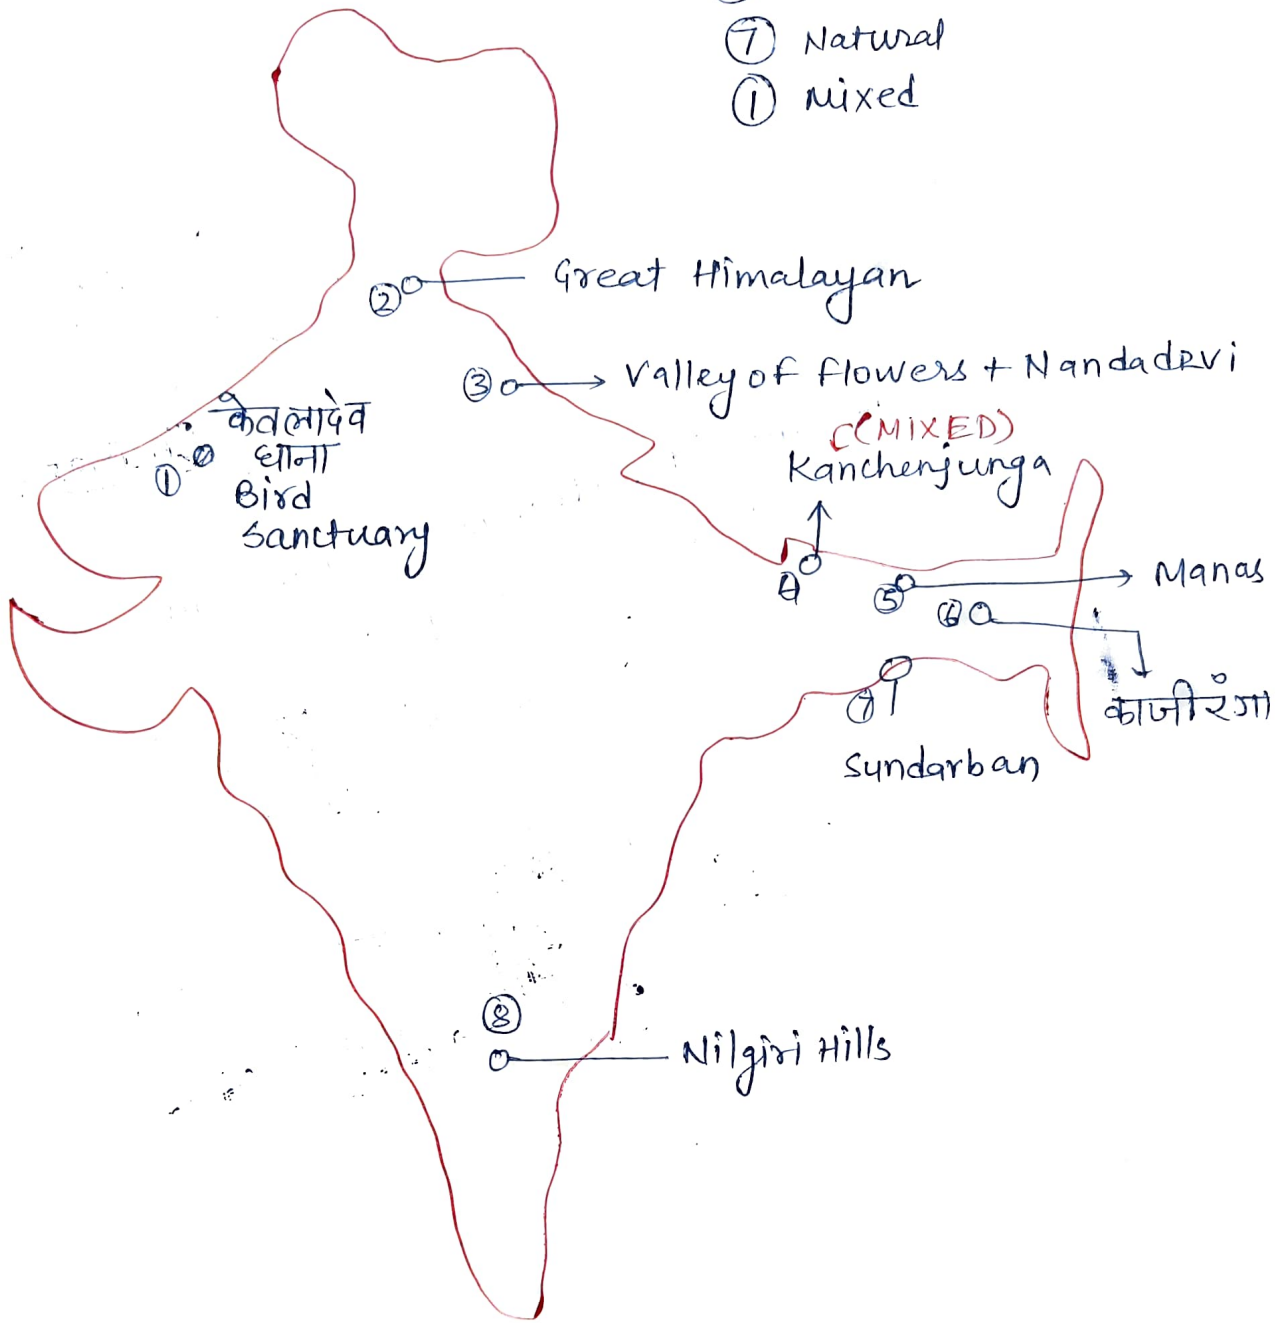 ⑦ Natural
① Mixed
② Great Himalayan
③ Valley of Flowers + Nandadevi
(MIXED)
Kanchenjunga
केवलादेव
धाना
① Bird
Sanctuary
4
⑤ Manas
⑥ काजीरंगा
⑦
Sundarban
⑧
Nilgiri Hills